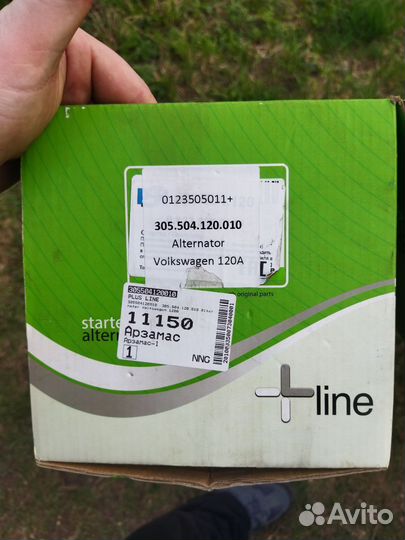 0123505011+
305.504.120.010
Alternator
Volkswagen 120A
original parts
305504120010
PLUS LINE
11150
Арзамас
Арзамас-1
1
NNG
starte
alter
line
Avito